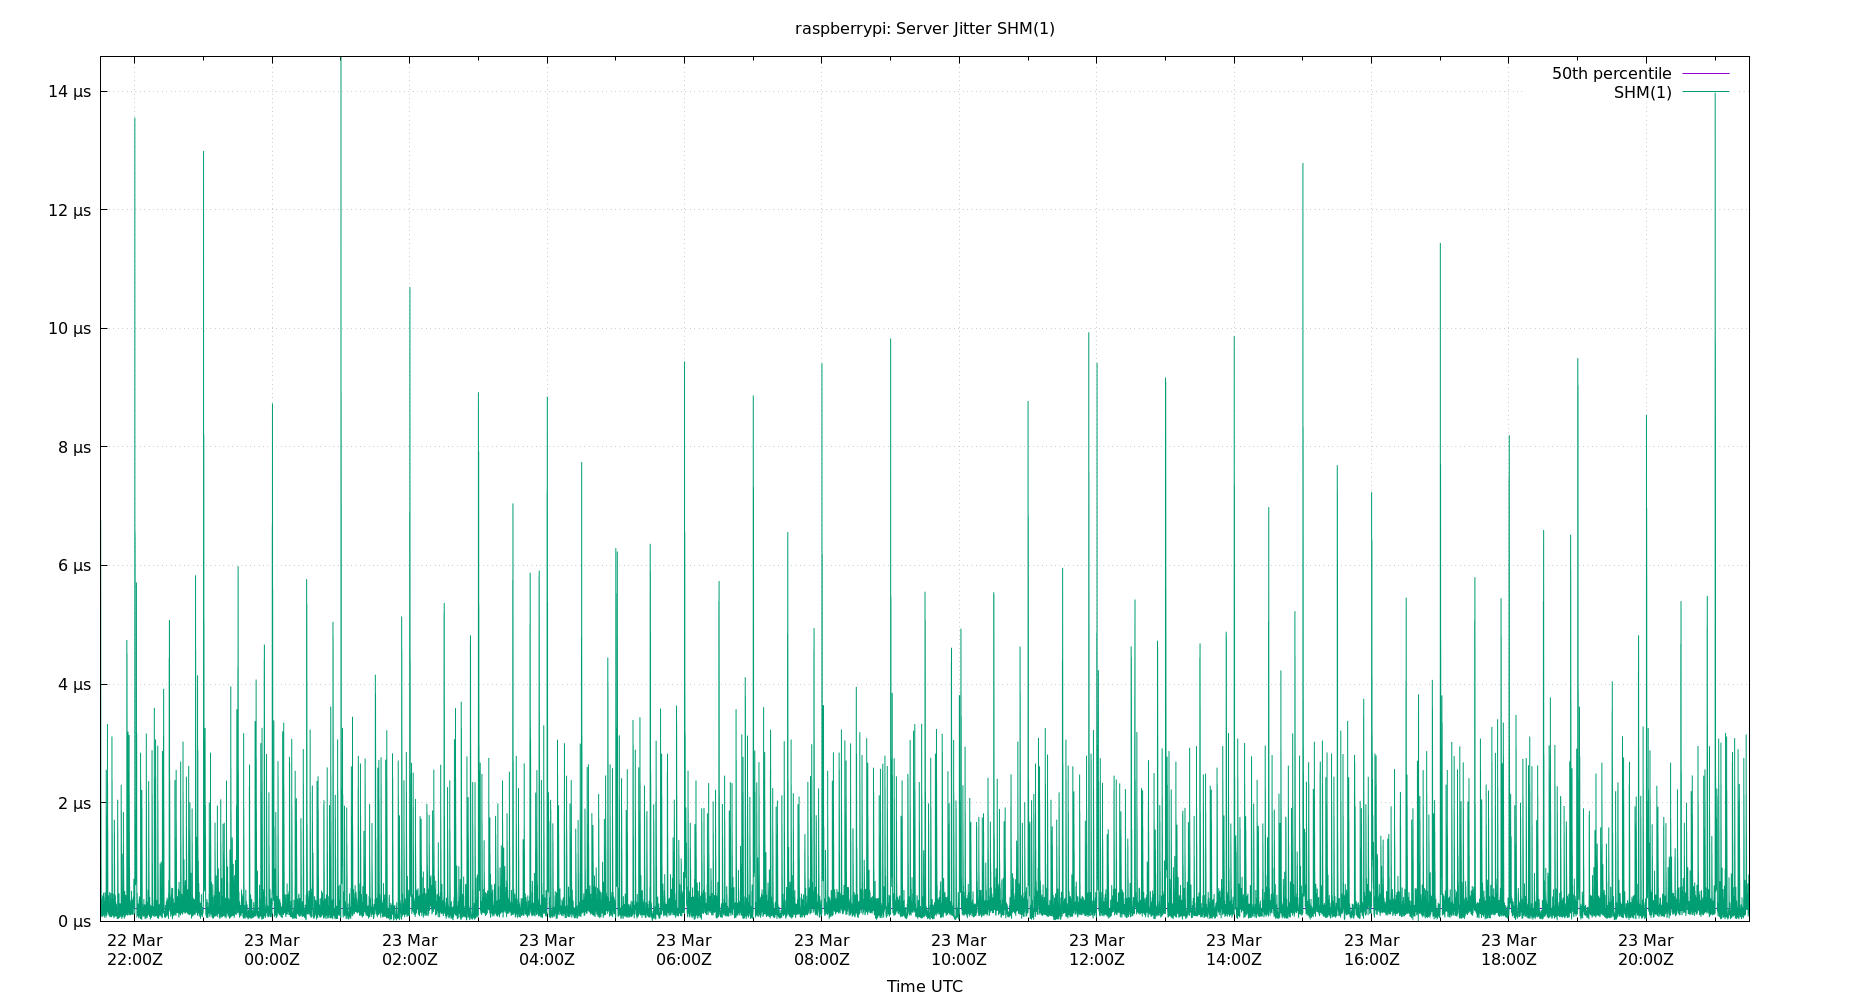 raspberrypi: Server Jitter SHM(1)
50th percentile
SHM(1)
14 µs
12 µs
10 µs
8 µs
6 µs
4 µs
2 µs
0 µs
22 Mar 23 Mar 23 Mar 23 Mar 23 Mar 23 Mar 23 Mar 23 Mar 23 Mar 23 Mar 23 Mar 23 Mar
22:00Z 00:00Z 02:00Z 04:00Z 06:00Z 08:00Z 10:00Z 12:00Z 14:00Z 16:00Z 18:00Z 20:00Z
Time UTC